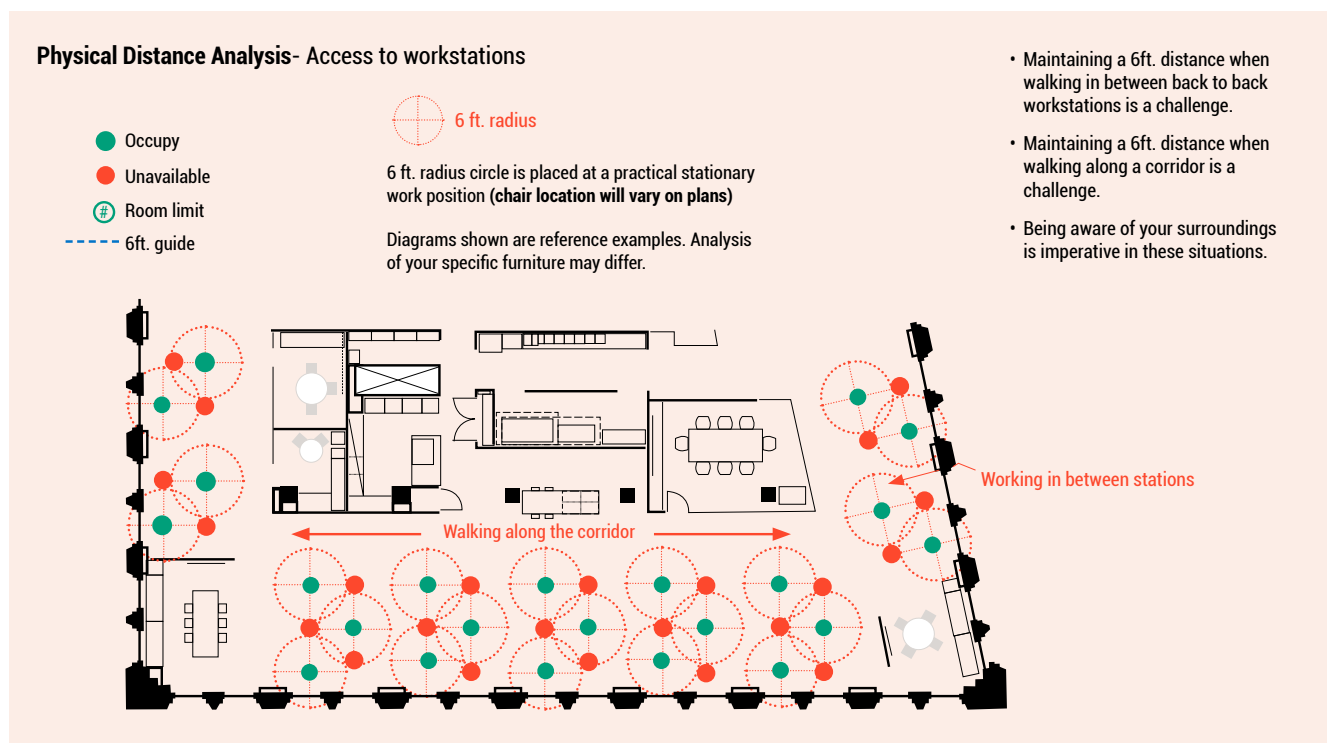 Physical Distance Analysis- Access to workstations
Occupy
Unavailable
# Room limit
6ft. guide
6 ft. radius
6 ft. radius circle is placed at a practical stationary
work position (chair location will vary on plans)
Diagrams shown are reference examples. Analysis
of your specific furniture may differ.
• Maintaining a 6ft. distance when
walking in between back to back
workstations is a challenge.
• Maintaining a 6ft. distance when
walking along a corridor is a
challenge.
• Being aware of your surroundings
is imperative in these situations.
Working in between stations
Walking along the corridor